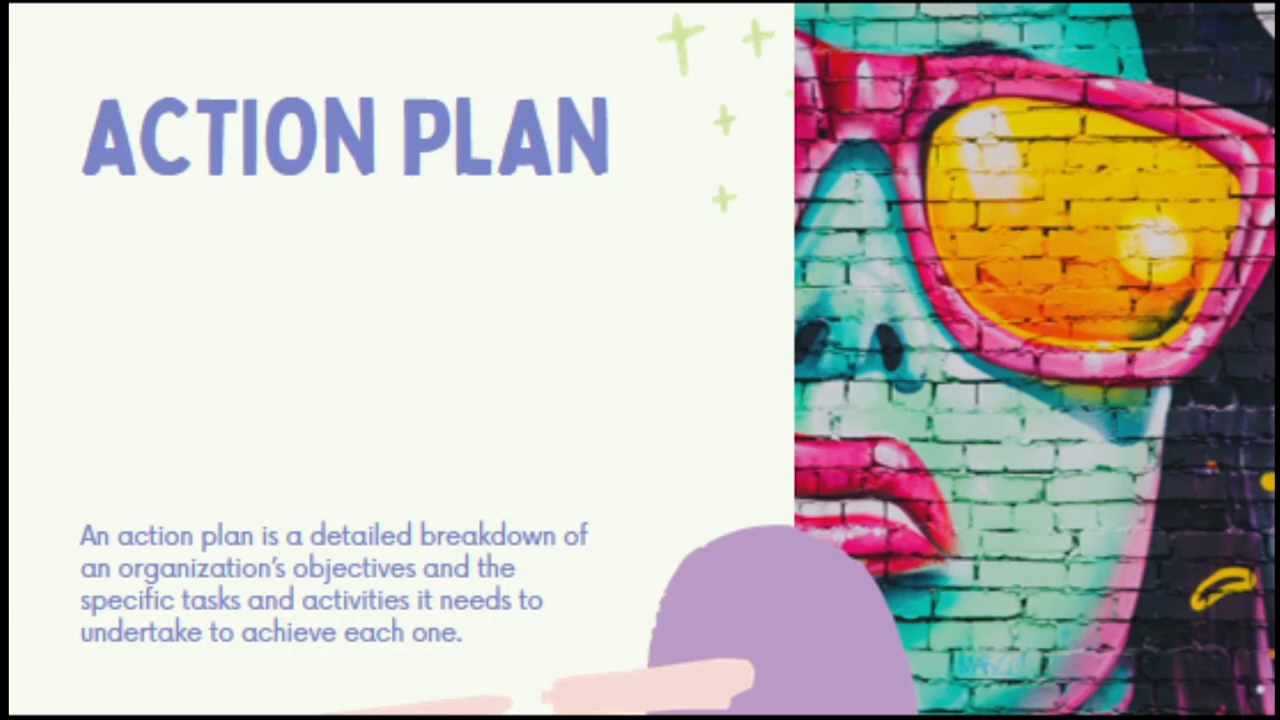 ACTION PLAN
An action plan is a detailed breakdown of
an organization's objectives and the
specific tasks and activities it needs to
undertake to achieve each one.